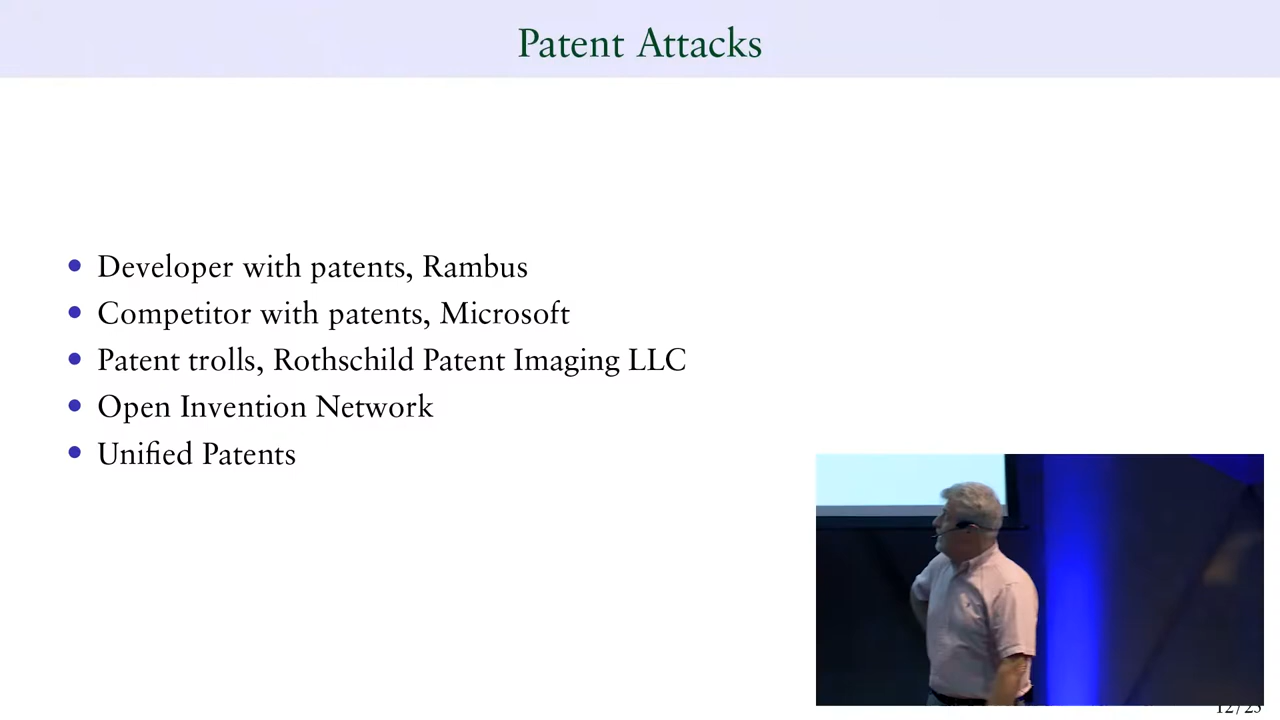 Patent Attacks
Developer with patents, Rambus
Competitor with patents, Microsoft
Patent trolls, Rothschild Patent Imaging LLC
Open Invention Network
Unified Patents